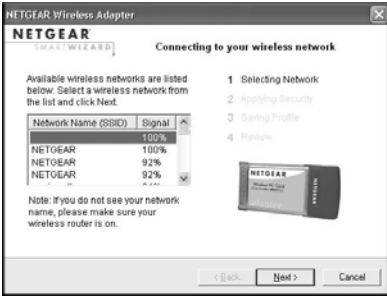 NETGEAR Wireless Adapter
NETGEAR
SMARTWIZARD
Connecting to your wireless network
Available wireless networks are listed
below. Select a wireless network from
the list and click Next.
Network Name (SSID) Signal
100%
NETGEAR 100%
NETGEAR 92%
NETGEAR 92%
Note: If you do not see your network
name, please make sure your
wireless router is on.
1 Selecting Network
2 Applying Security
3 Saving Profile
4 Review
NETGEAR
Wireless PC Card
< Back
Next >
Cancel